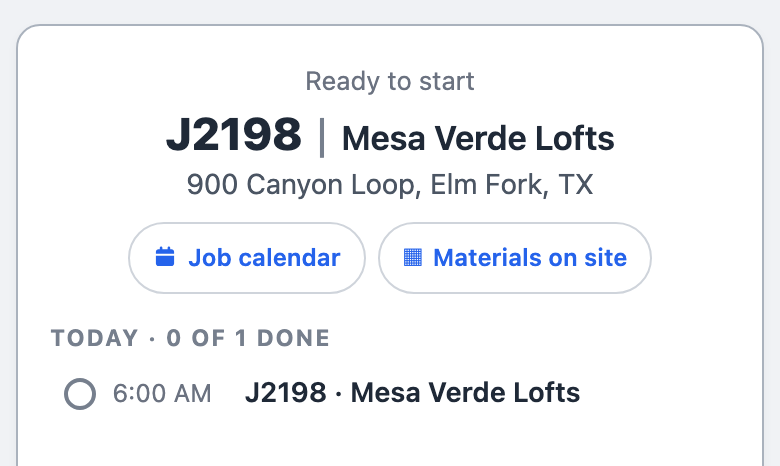 Ready to start
J2198 | Mesa Verde Lofts
900 Canyon Loop, Elm Fork, TX
Job calendar Materials on site
TODAY · 0 OF 1 DONE
6:00 AM J2198 · Mesa Verde Lofts